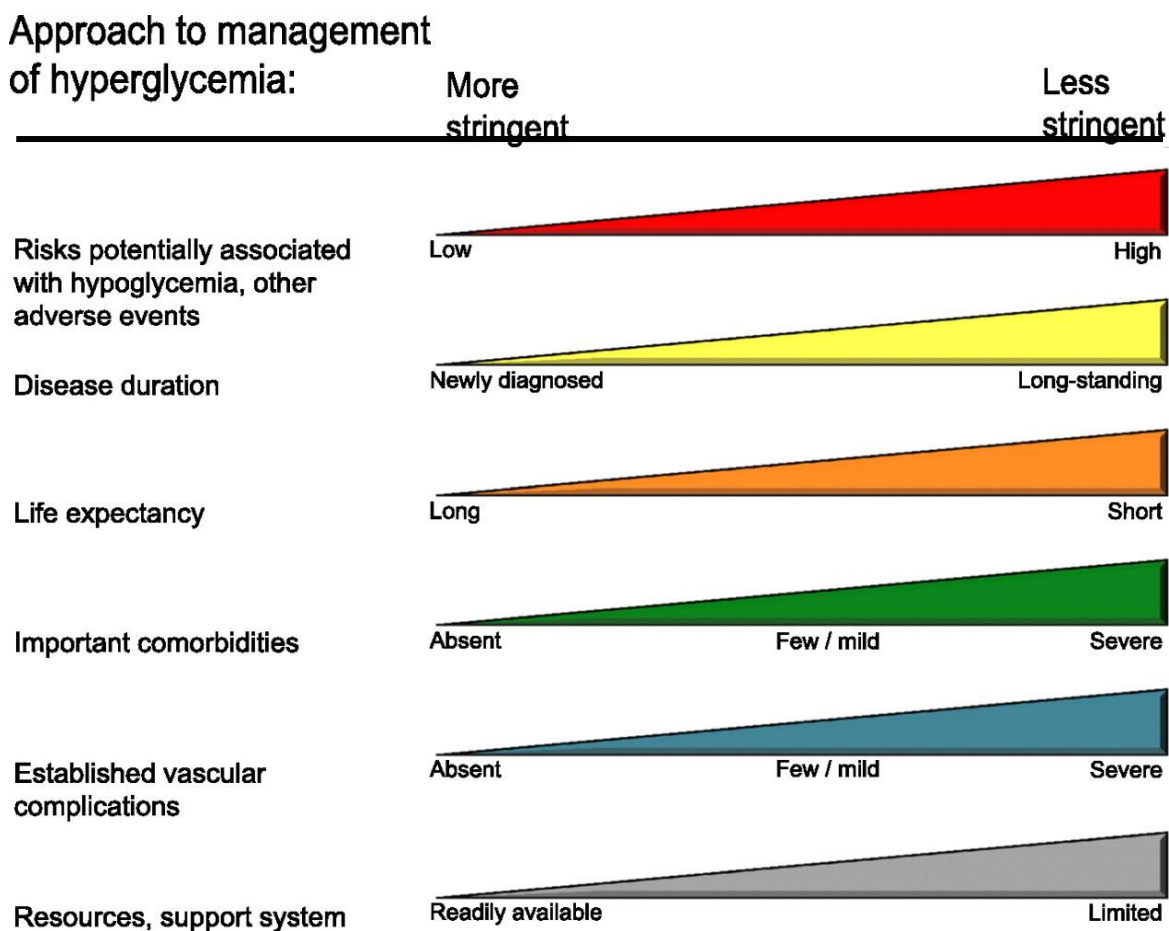 Approach to management
of hyperglycemia:
More
stringent
Less
stringent
Low
High
Risks potentially associated
with hypoglycemia, other
adverse events
Newly diagnosed
Long-standing
Disease duration
Long
Short
Life expectancy
Absent
Few / mild
Severe
Important comorbidities
Absent
Few / mild
Severe
Established vascular
complications
Readily available
Limited
Resources, support system